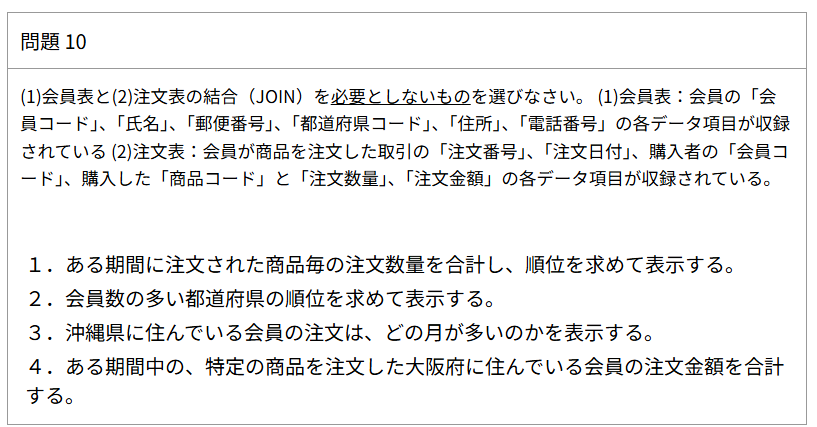 問題 10
(1)会員表と(2)注文表の結合（JOIN）を必要としないものを選びなさい。 (1)会員表：会員の「会
員コード」、「氏名」、「郵便番号」、「都道府県コード」、「住所」、「電話番号」の各データ項目が収録
されている (2)注文表：会員が商品を注文した取引の「注文番号」、「注文日付」、購入者の「会員コ
ード」、購入した「商品コード」と「注文数量」、「注文金額」の各データ項目が収録されている。
１．ある期間に注文された商品毎の注文数量を合計し、順位を求めて表示する。
２．会員数の多い都道府県の順位を求めて表示する。
３．沖縄県に住んでいる会員の注文は、どの月が多いのかを表示する。
４．ある期間中の、特定の商品を注文した大阪府に住んでいる会員の注文金額を合計
する。